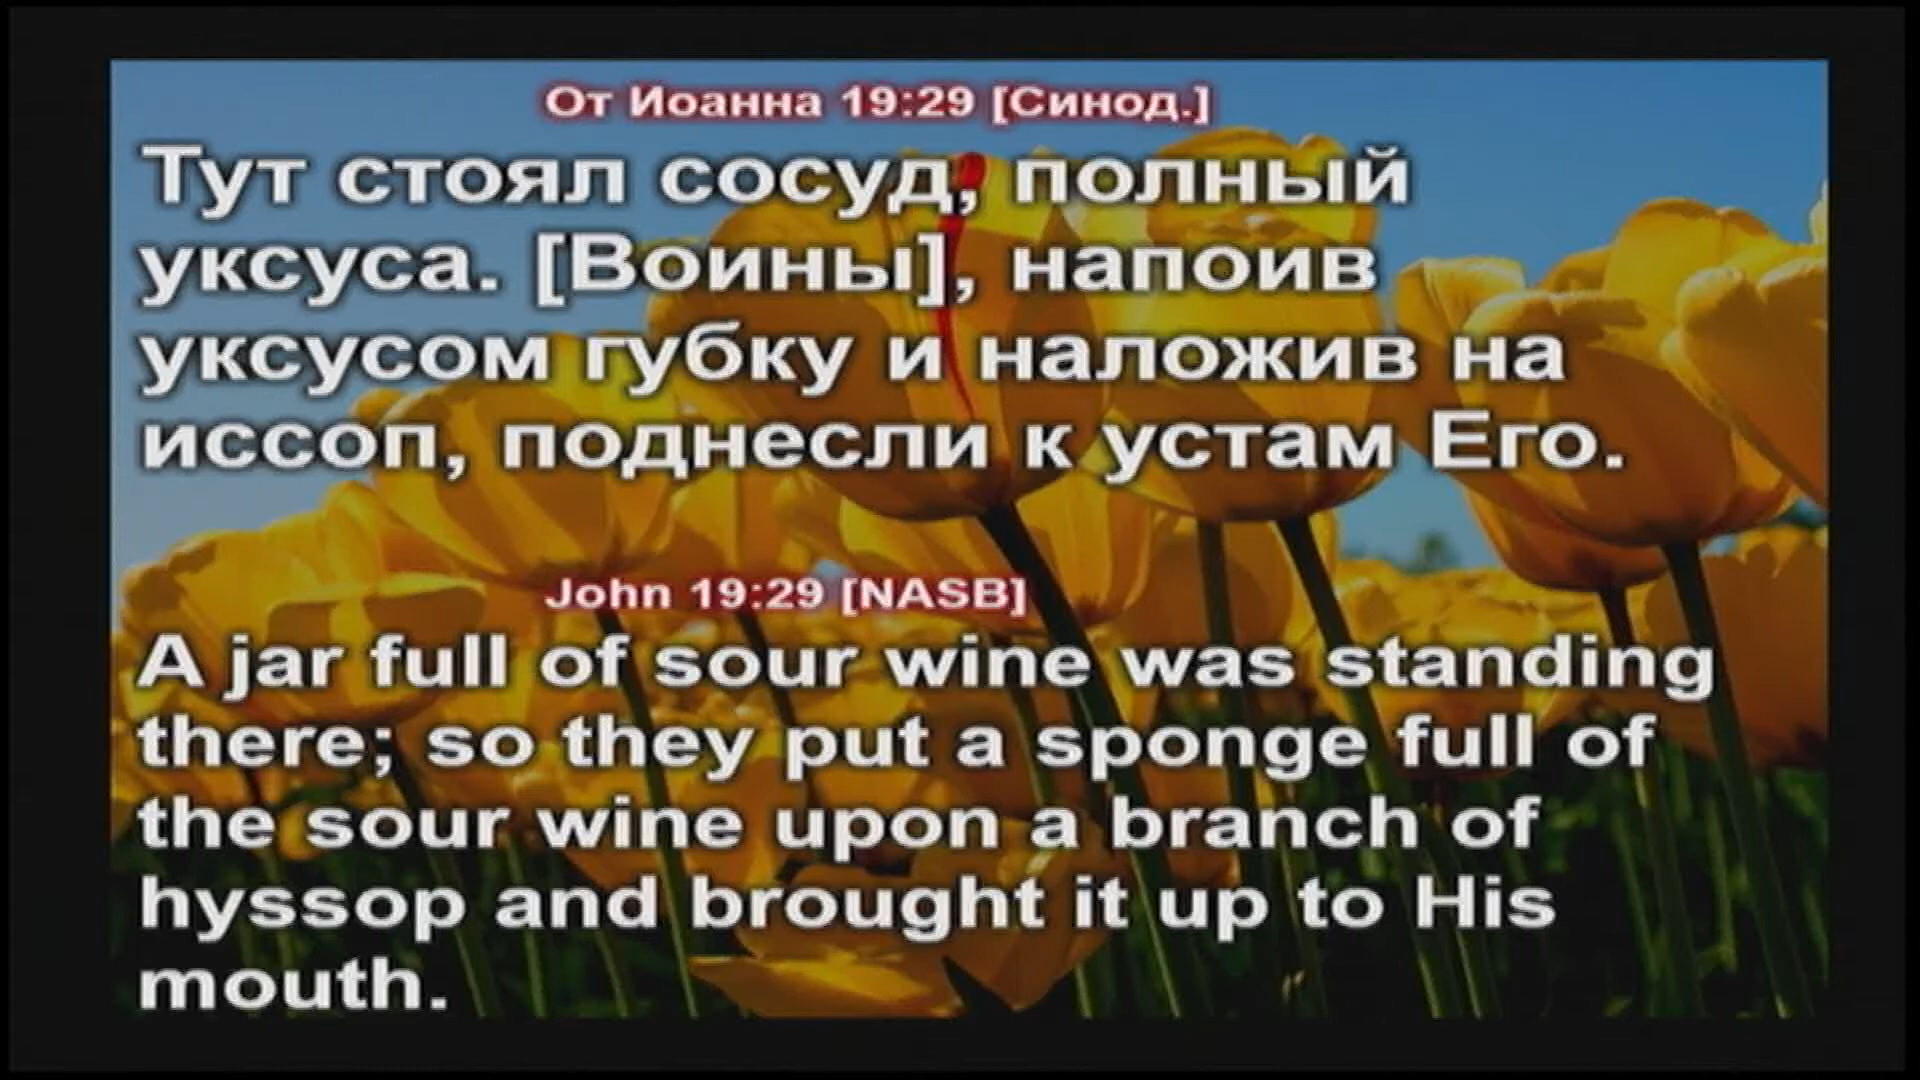 От Иоанна 19:29 [Синод.]
Тут стоял сосуд, полный
уксуса. [Воины], напоив
уксусом губку и наложив на
иссоп, поднесли к устам Его.
John 19:29 [NASB]
A jar full of sour wine was standing
there; so they put a sponge full of
the sour wine upon a branch of
hyssop and brought it up to His
mouth.